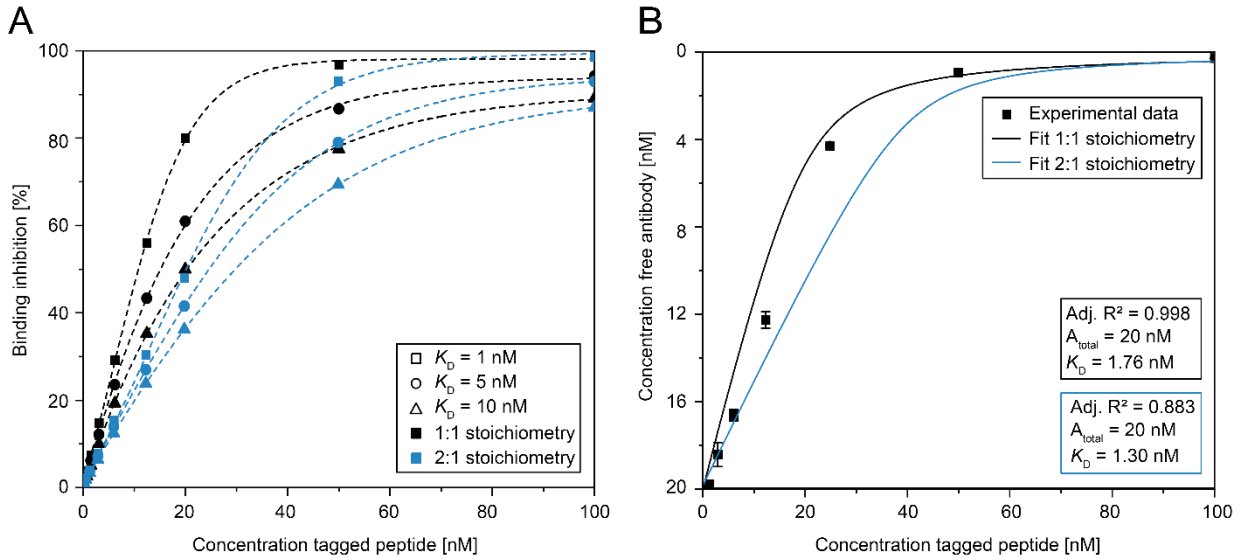 A
100
80
60
40
20
0
Binding inhibition [%]
0
20
40
60
80
100
Concentration tagged peptide [nM]
K_D = 1 nM
K_D = 5 nM
K_D = 10 nM
1:1 stoichiometry
2:1 stoichiometry
B
0
4
8
12
16
20
Concentration free antibody [nM]
0
20
40
60
80
100
Concentration tagged peptide [nM]
Experimental data
Fit 1:1 stoichiometry
Fit 2:1 stoichiometry
Adj. R² = 0.998
A_total = 20 nM
K_D = 1.76 nM
Adj. R² = 0.883
A_total = 20 nM
K_D = 1.30 nM